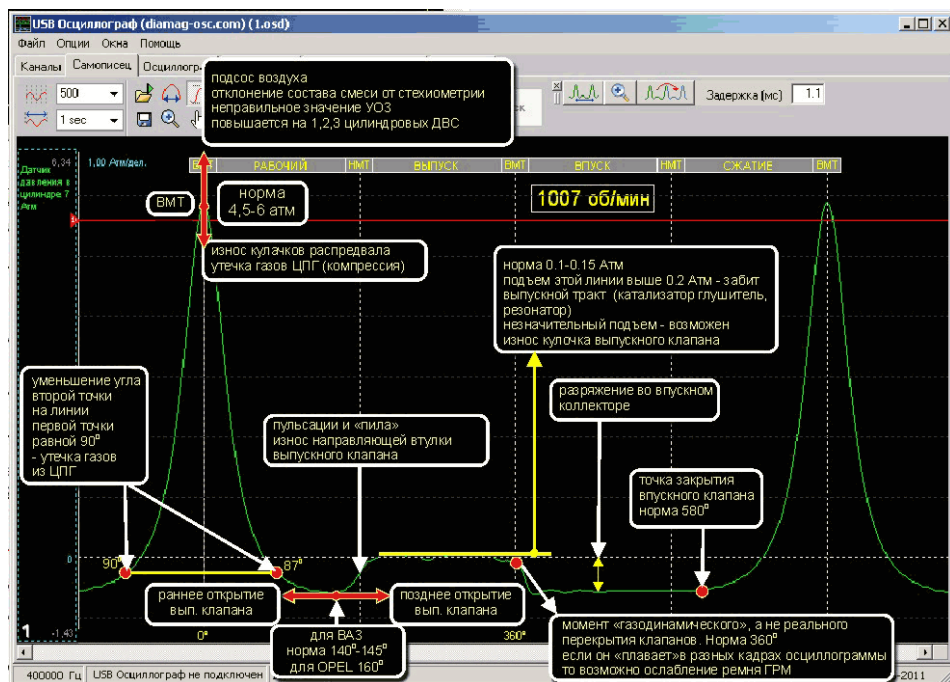 USB Осциллограф (diamag-osc.com) (1.osd)
Файл Опции Окна Помощь
Каналы Самописец Осциллогр
500
1 sec
Задержка (мс) 1.1
подсос воздуха
отклонение состава смеси от стехиометрии
неправильное значение УОЗ
повышается на 1,2,3 цилиндровых ДВС
6,34
1,00 Атм/дел.
ВМТ РАБОЧИЙ НМТ ВЫПУСК ВМТ ВПУСК НМТ СЖАТИЕ ВМТ
Датчик
давления в
цилиндре 7
Атм
ВМТ
норма
4,5-6 атм
1007 об/мин
износ кулачков распредвала
утечка газов ЦПГ (компрессия)
норма 0.1-0.15 Атм
подъем этой линии выше 0.2 Атм - забит
выпускной тракт (катализатор глушитель,
резонатор)
незначительный подъем - возможен
износ кулочка выпускного клапана
уменьшение угла
второй точки
на линии
первой точки
равной 90°
- утечка газов
из ЦПГ
разряжение во впускном
коллекторе
пульсации и «пила»
износ направляющей втулки
выпускного клапана
точка закрытия
впускного клапана
норма 580°
0
90°
87°
раннее открытие
вып. клапана
позднее открытие
вып. клапана
1
-1,43
0°
360°
для ВАЗ
норма 140°-145°
для OPEL 160°
момент «газодинамического», а не реального
перекрытия клапанов. Норма 360°
если он «плавает»в разных кадрах осциллограммы
то возможно ослабление ремня ГРМ
400000 Гц USB Осциллограф не подключен
-2011